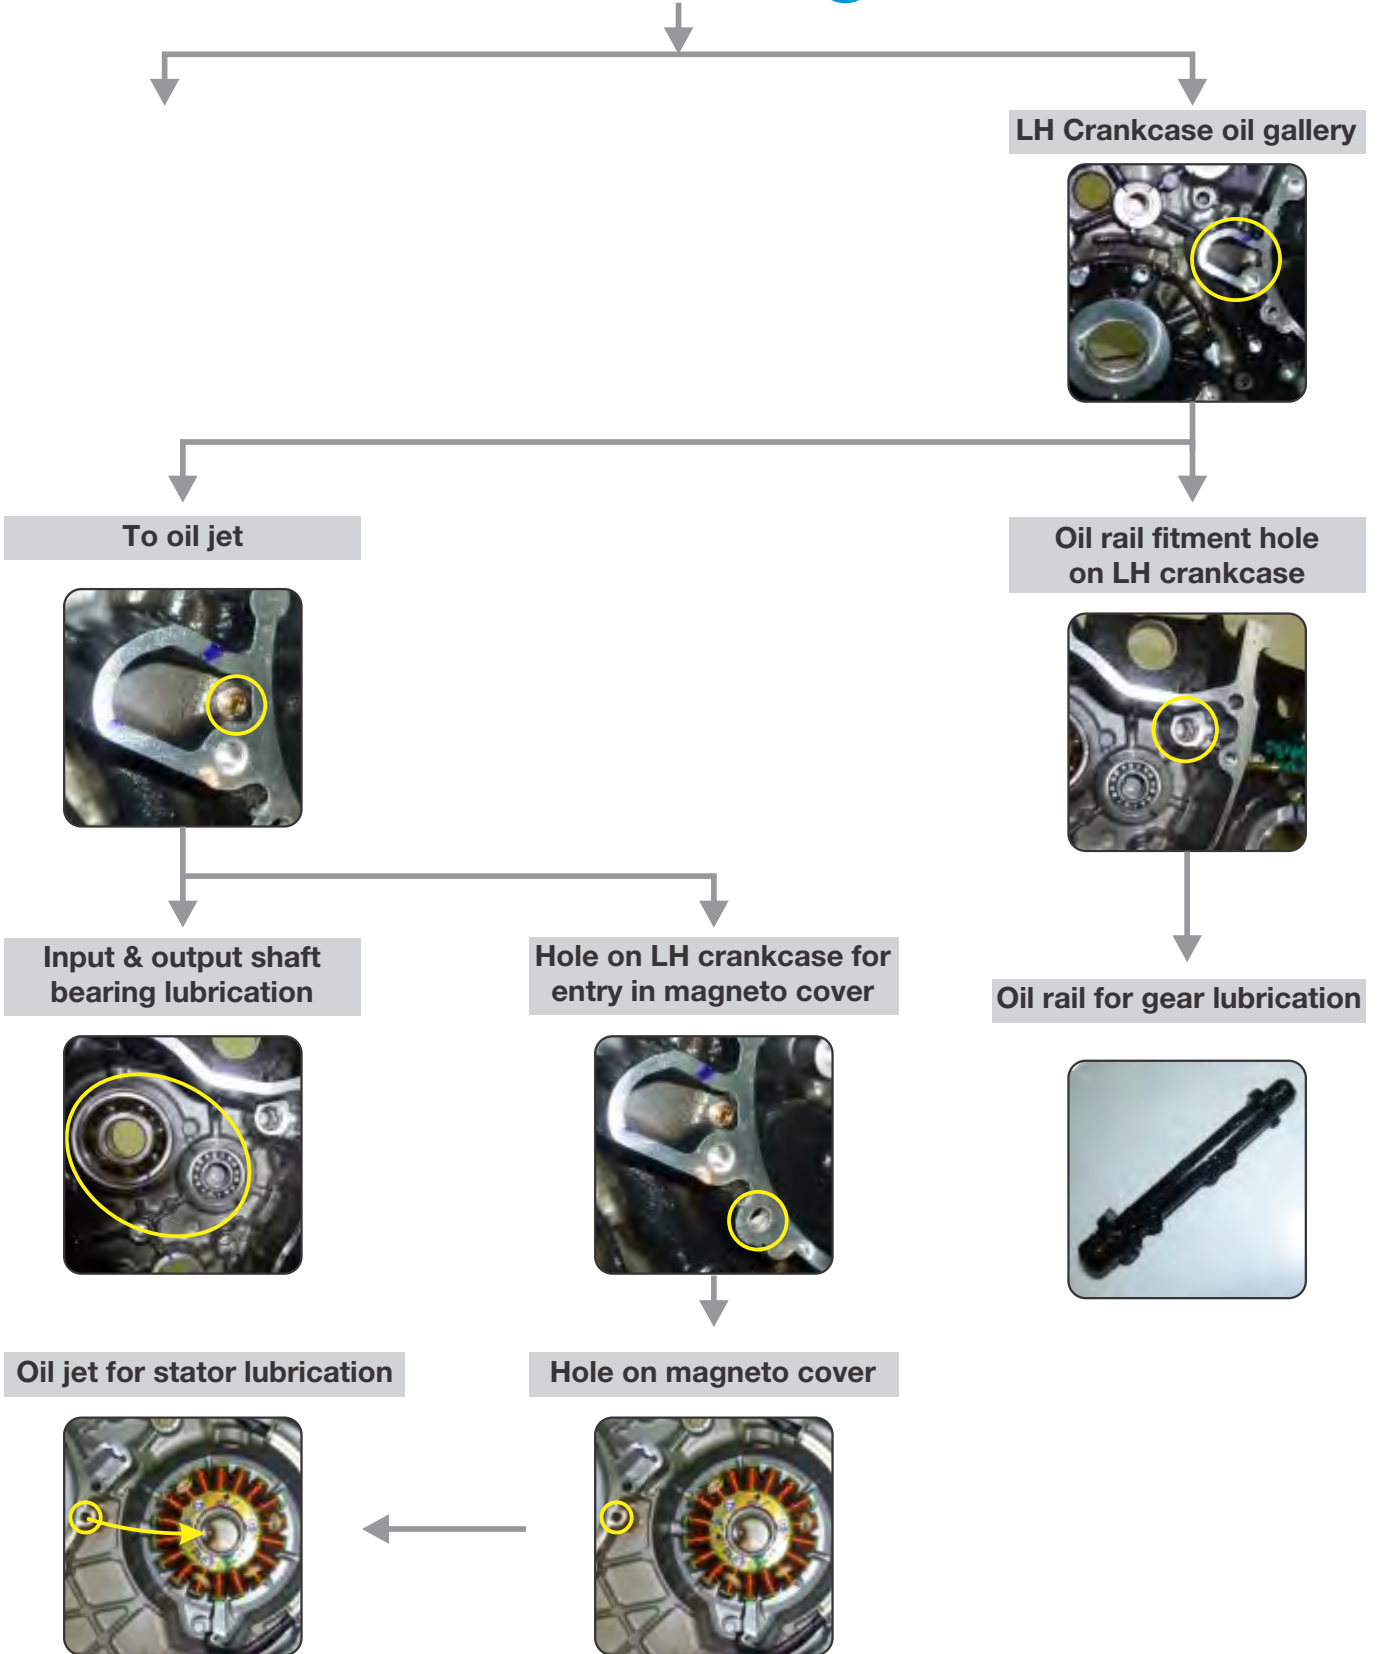 LH Crankcase oil gallery
To oil jet
Oil rail fitment hole
on LH crankcase
Input & output shaft
bearing lubrication
Hole on LH crankcase for
entry in magneto cover
Oil rail for gear lubrication
Oil jet for stator lubrication
Hole on magneto cover